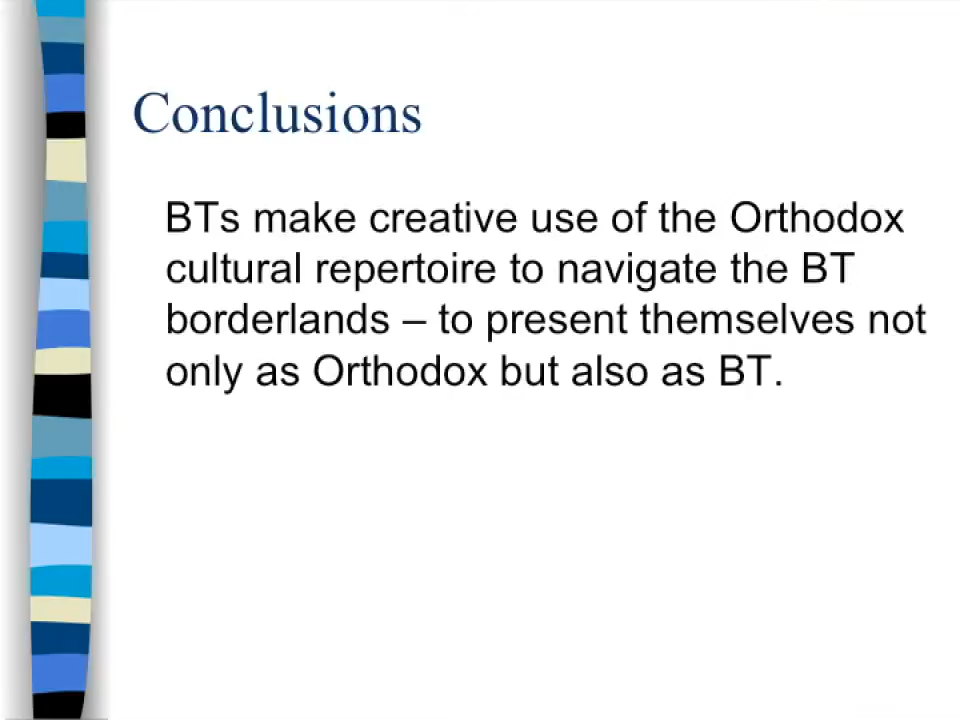 Conclusions
BTs make creative use of the Orthodox
cultural repertoire to navigate the BT
borderlands – to present themselves not
only as Orthodox but also as BT.